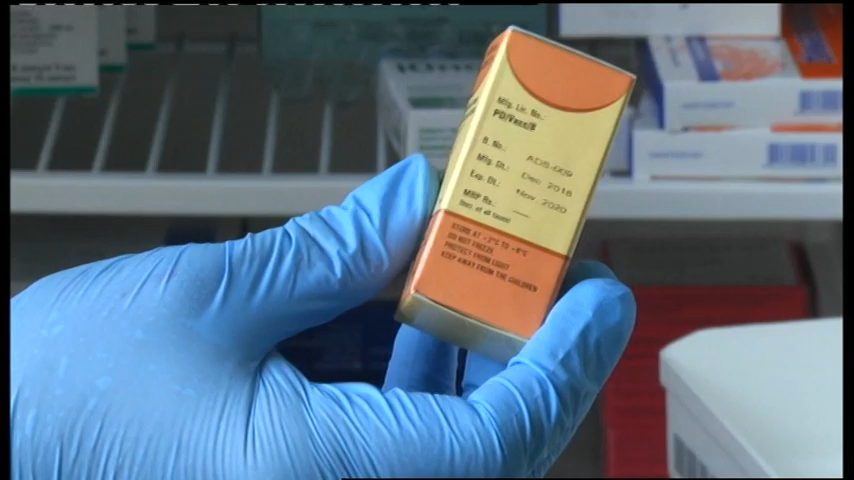 Mfg. Lic. No.
PD/Vacc/8
B. No.: ADS-009
Mfg. Dt.: Dec 2018
Exp. Dt.: Nov 2020
MRP Rs.:
(Incl. of all taxes)
STORE AT +2°C TO +8°C
DO NOT FREEZE
PROTECT FROM LIGHT
KEEP AWAY FROM THE CHILDREN